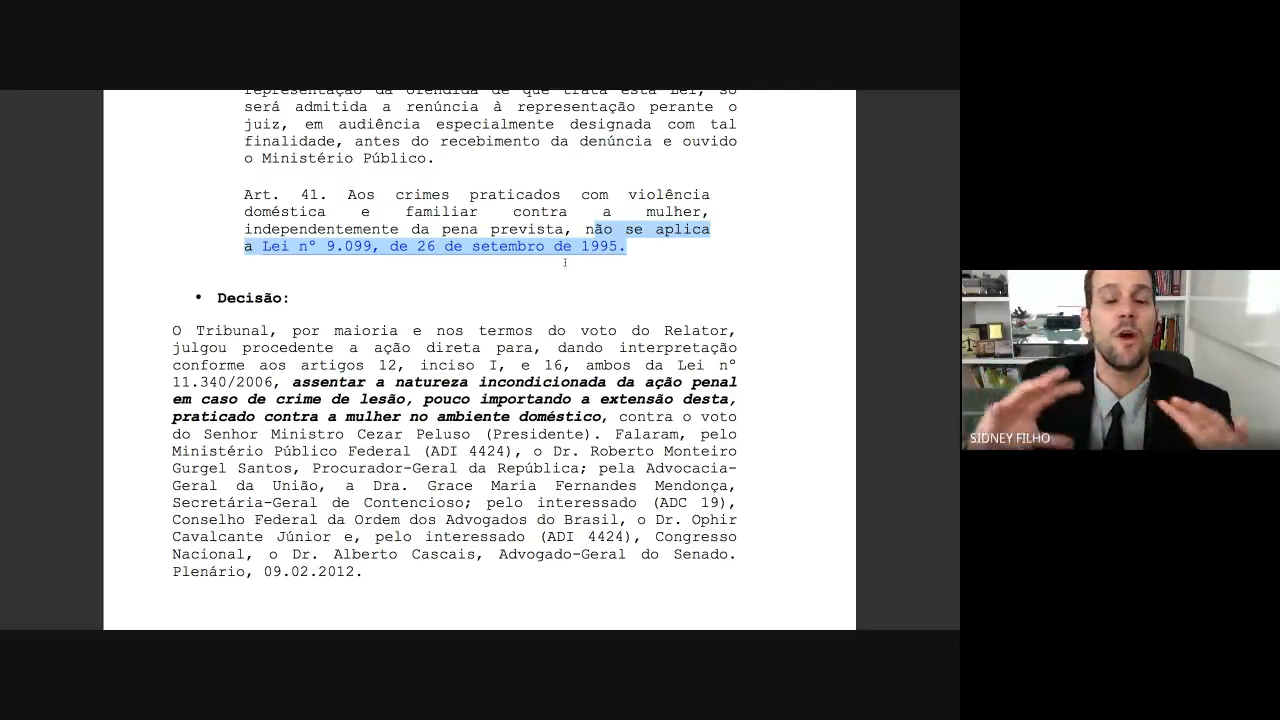 representação da ofendida de que trata esta Lei, só
será admitida a renúncia à representação perante o
juiz, em audiência especialmente designada com tal
finalidade, antes do recebimento da denúncia e ouvido
o Ministério Público.
Art. 41. Aos crimes praticados com violência
doméstica e familiar contra a mulher,
independentemente da pena prevista, não se aplica
a Lei nº 9.099, de 26 de setembro de 1995.
• Decisão:
O Tribunal, por maioria e nos termos do voto do Relator,
julgou procedente a ação direta para, dando interpretação
conforme aos artigos 12, inciso I, e 16, ambos da Lei nº
11.340/2006, assentar a natureza incondicionada da ação penal
em caso de crime de lesão, pouco importando a extensão desta,
praticado contra a mulher no ambiente doméstico, contra o voto
do Senhor Ministro Cezar Peluso (Presidente). Falaram, pelo
Ministério Público Federal (ADI 4424), o Dr. Roberto Monteiro
Gurgel Santos, Procurador-Geral da República; pela Advocacia-
Geral da União, a Dra. Grace Maria Fernandes Mendonça,
Secretária-Geral de Contencioso; pelo interessado (ADC 19),
Conselho Federal da Ordem dos Advogados do Brasil, o Dr. Ophir
Cavalcante Júnior e, pelo interessado (ADI 4424), Congresso
Nacional, o Dr. Alberto Cascais, Advogado-Geral do Senado.
Plenário, 09.02.2012.
SIDNEY FILHO